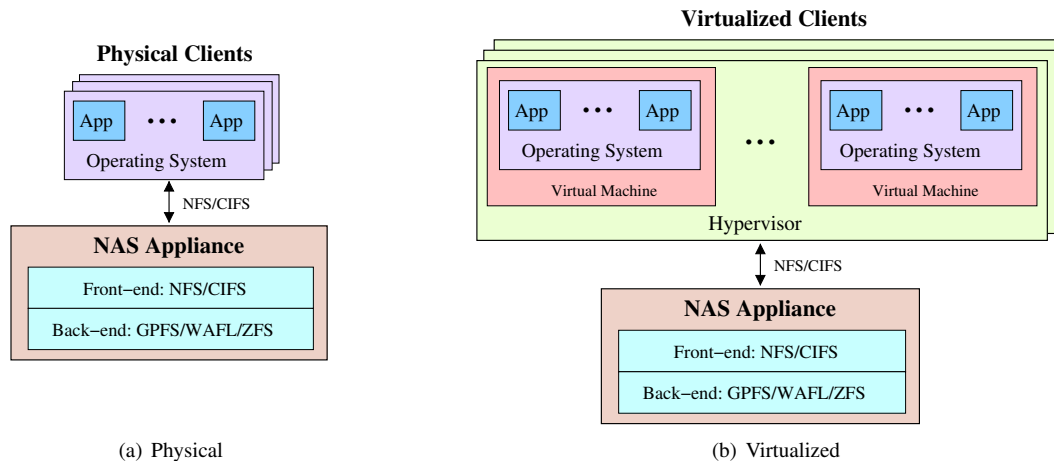 Physical Clients
App ••• App
Operating System
NFS/CIFS
NAS Appliance
Front−end: NFS/CIFS
Back−end: GPFS/WAFL/ZFS
(a) Physical
Virtualized Clients
App ••• App
Operating System
Virtual Machine
•••
App ••• App
Operating System
Virtual Machine
Hypervisor
NFS/CIFS
NAS Appliance
Front−end: NFS/CIFS
Back−end: GPFS/WAFL/ZFS
(b) Virtualized